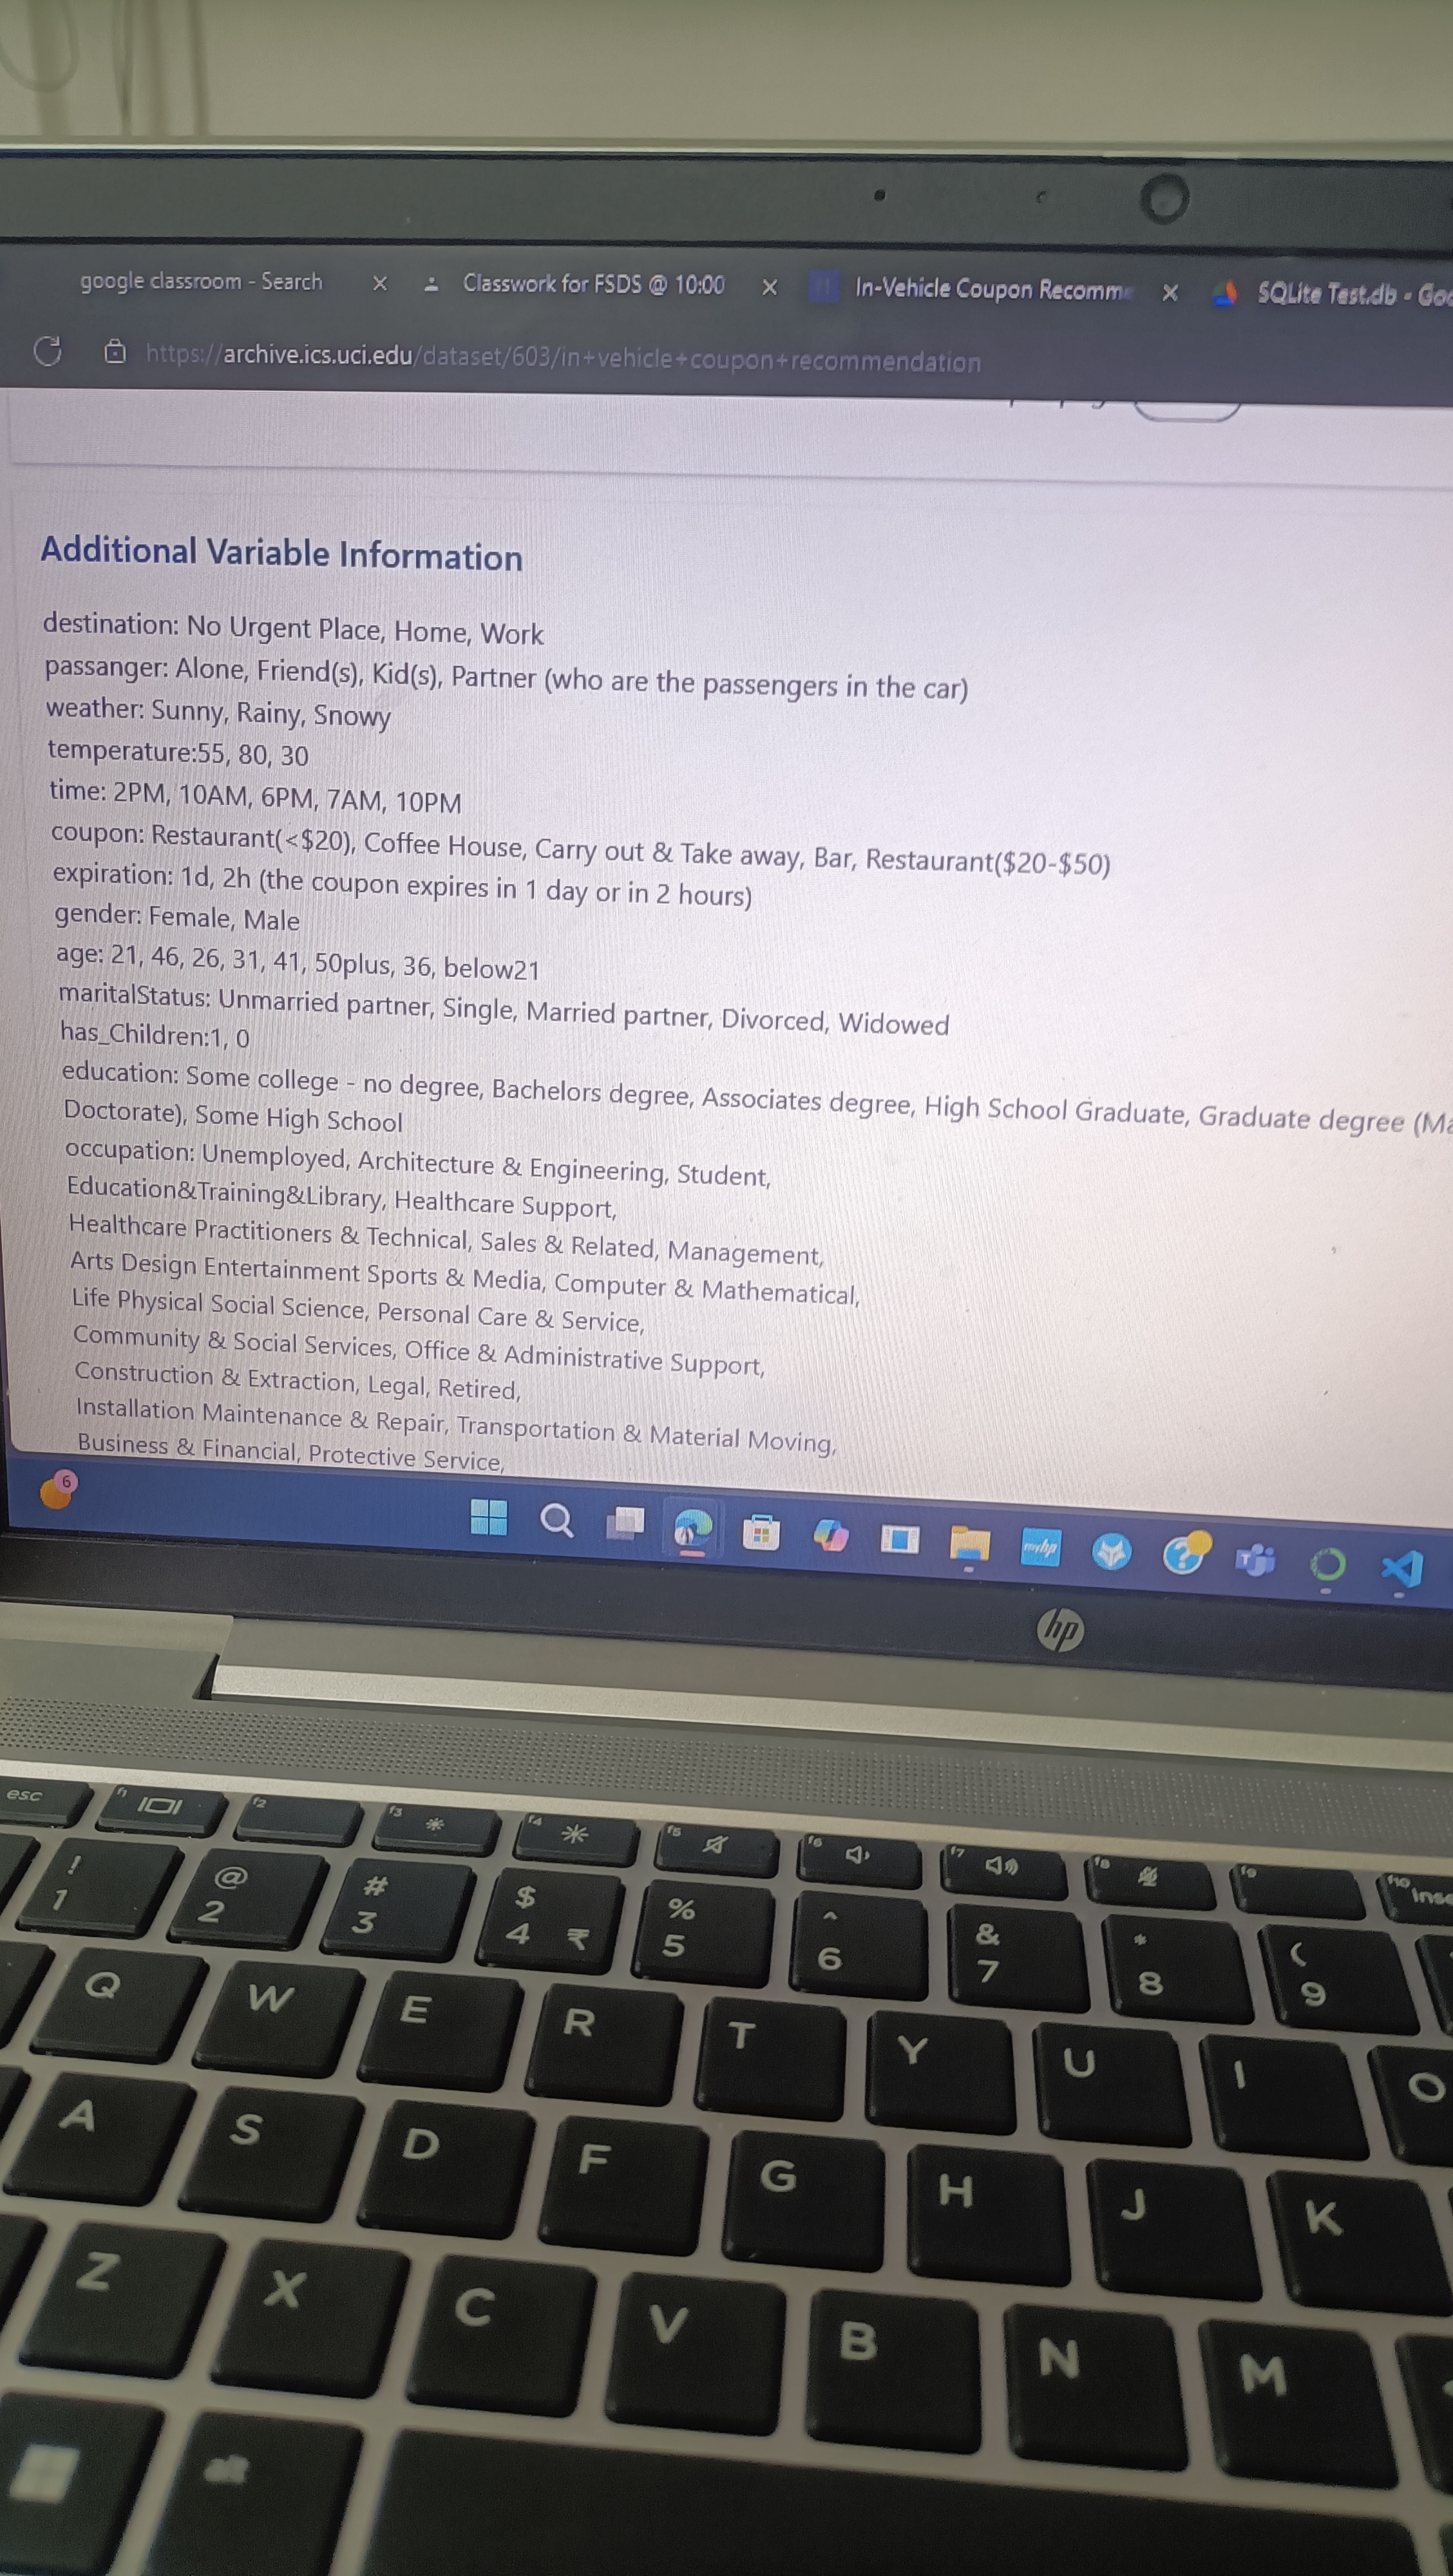 google classroom - Search
Classwork for FSDS @ 10:00
In-Vehicle Coupon Recomm
SQLite Test.db - Goo
https://archive.ics.uci.edu/dataset/603/in+vehicle+coupon+recommendation
Additional Variable Information
destination: No Urgent Place, Home, Work
passanger: Alone, Friend(s), Kid(s), Partner (who are the passengers in the car)
weather: Sunny, Rainy, Snowy
temperature:55, 80, 30
time: 2PM, 10AM, 6PM, 7AM, 10PM
coupon: Restaurant(<$20), Coffee House, Carry out & Take away, Bar, Restaurant($20-$50)
expiration: 1d, 2h (the coupon expires in 1 day or in 2 hours)
gender: Female, Male
age: 21, 46, 26, 31, 41, 50plus, 36, below21
maritalStatus: Unmarried partner, Single, Married partner, Divorced, Widowed
has_Children:1, 0
education: Some college - no degree, Bachelors degree, Associates degree, High School Graduate, Graduate degree (Ma
Doctorate), Some High School
occupation: Unemployed, Architecture & Engineering, Student,
Education&Training&Library, Healthcare Support,
Healthcare Practitioners & Technical, Sales & Related, Management,
Arts Design Entertainment Sports & Media, Computer & Mathematical,
Life Physical Social Science, Personal Care & Service,
Community & Social Services, Office & Administrative Support,
Construction & Extraction, Legal, Retired,
Installation Maintenance & Repair, Transportation & Material Moving,
Business & Financial, Protective Service,
6
myhp
T
hp
esc f1 f2 f3 f4 f5 f6 f7 f8 f9 f10 inse
! @ # $ % ^ & * (
1 2 3 4 ₹ 5 6 7 8 9
Q W E R T Y U I O
A S D F G H J K
Z X C V B N M
alt